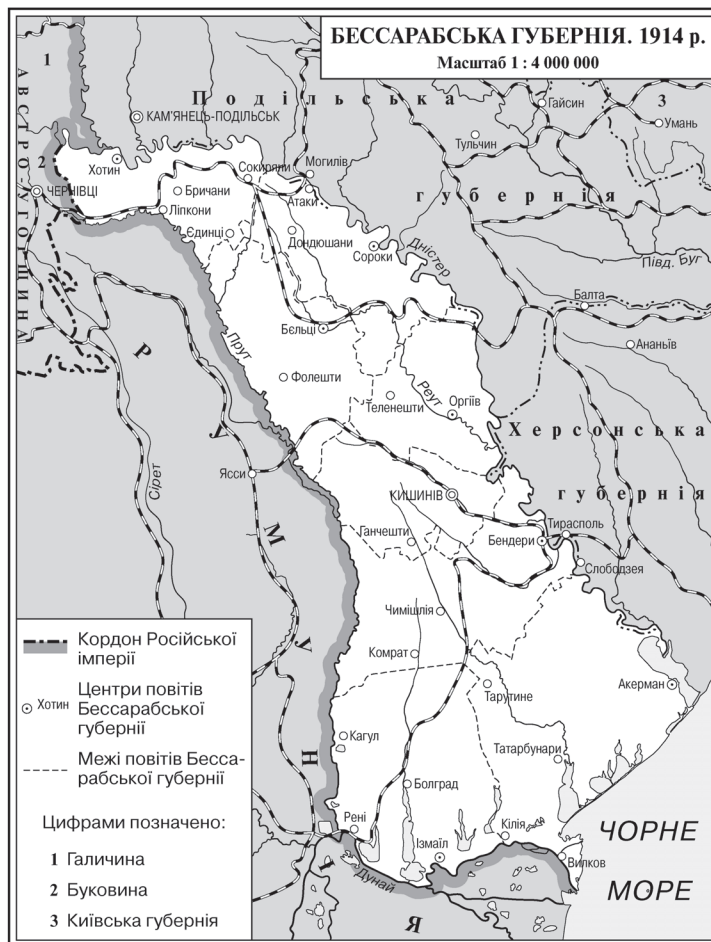 БЕССАРАБСЬКА ГУБЕРНІЯ. 1914 р.
Масштаб 1 : 4 000 000
1
АВСТРО-УГОРЩИНА
Подільська
губернія
КАМ'ЯНЕЦЬ-ПОДІЛЬСЬК
Гайсин
3
Умань
Тульчин
2
Хотин
Сокиряни
Могилів
ЧЕРНІВЦІ
Бричани
Атаки
Ліпкони
Єдинці
Дондюшани
Сороки
Дністер
Півд. Буг
Балта
Бєльці
Ананьїв
Прут
Фолешти
Теленешти
Реут
Оргіїв
РУМУНІЯ
Херсонська
губернія
Ясси
Сірет
КИШИНІВ
Ганчешти
Бендери
Тирасполь
Слободзея
Чимішлія
Комрат
Тарутине
Акерман
Кагул
Татарбунари
Болград
Рені
Ізмаїл
Кілія
Вилков
Дунай
ЧОРНЕ
МОРЕ
Кордон Російської
імперії
Хотин
Центри повітів
Бессарабської
губернії
Межі повітів Бесса-
рабської губернії
Цифрами позначено:
1 Галичина
2 Буковина
3 Київська губернія